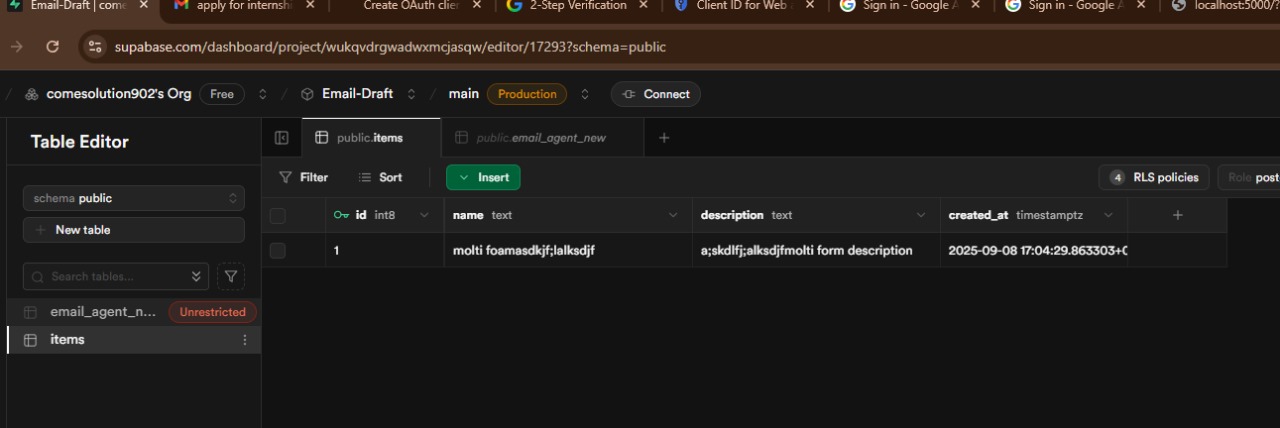 Email-Draft | come
apply for internshi
Create OAuth clien
2-Step Verification
Client ID for Web a
Sign in - Google A
Sign in - Google A
localhost:5000/?
supabase.com/dashboard/project/wukqvdrgwadwxmcjasqw/editor/17293?schema=public
/ comesolution902's Org Free / Email-Draft / main Production Connect
Table Editor
public.items
public.email_agent_new
Filter
Sort
Insert
4 RLS policies
Role post
schema public
New table
Search tables...
email_agent_n... Unrestricted
items
id int8 name text description text created_at timestamptz
1 molti foamasdkjf;lalksdjf a;skdlfj;alksdjfmolti form description 2025-09-08 17:04:29.863303+0